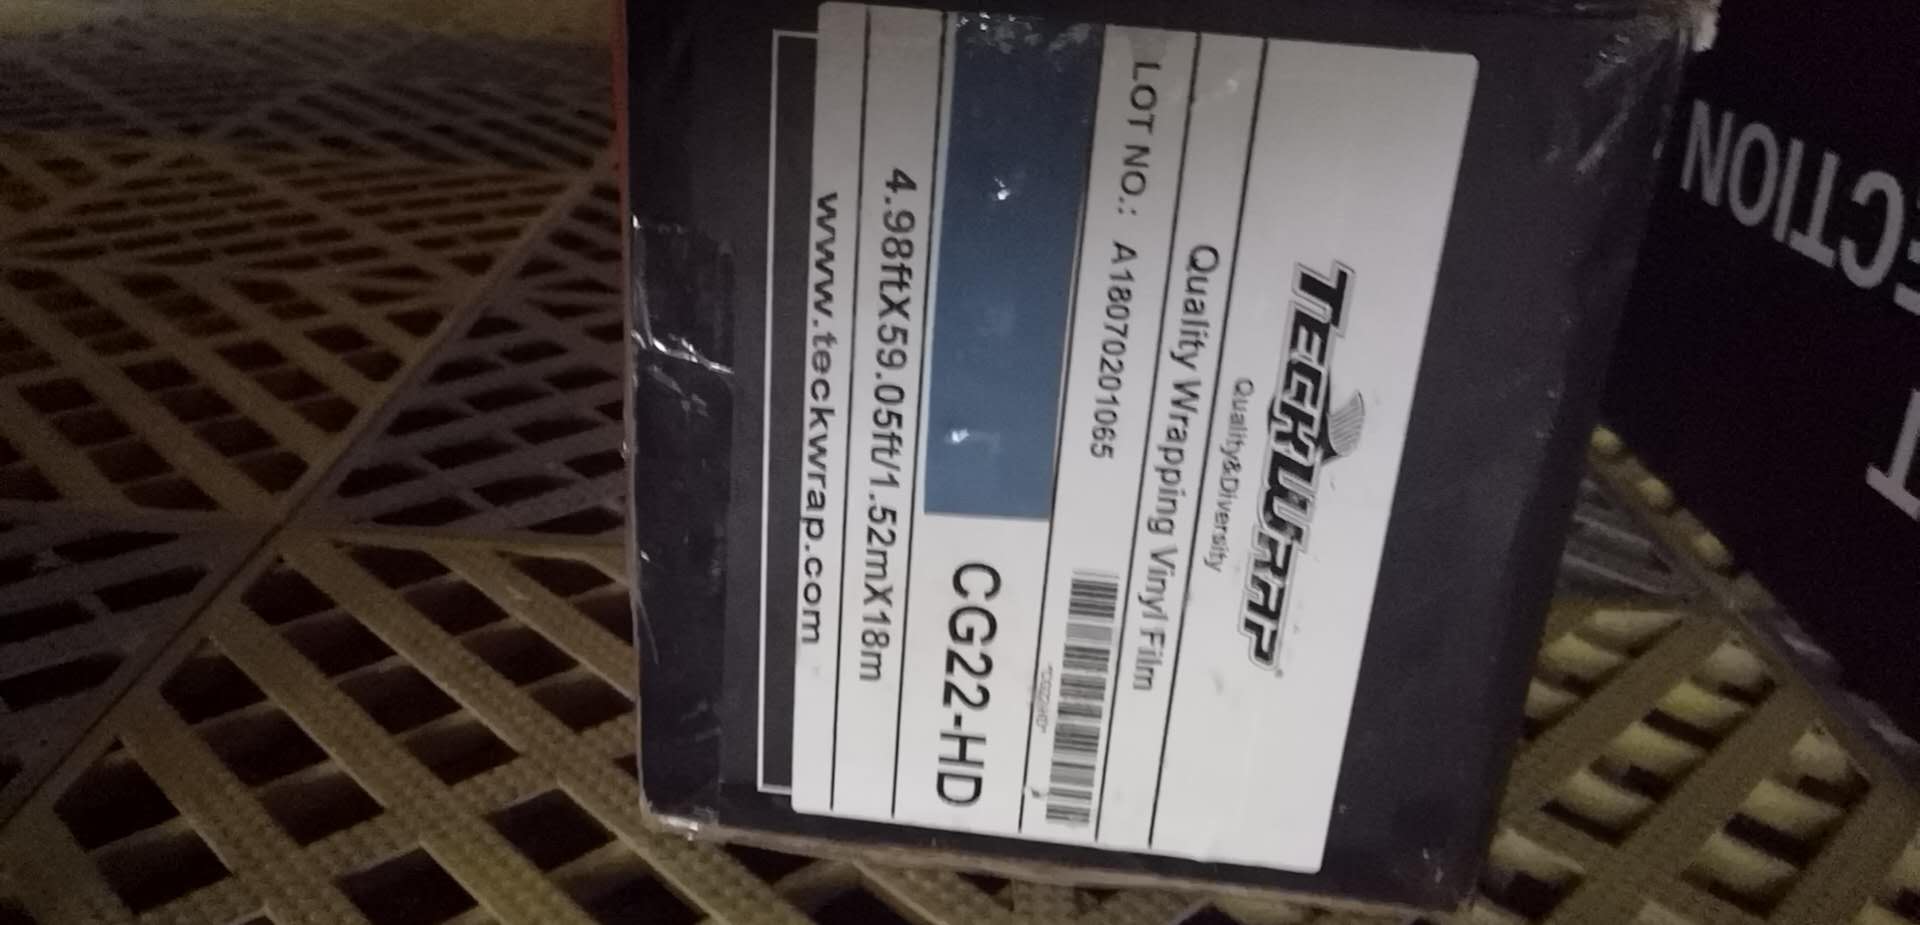 TECKWRAP®
Quality&Diversity
Quality Wrapping Vinyl Film
LOT NO.: A18070201065
CG22-HD
4.98ftX59.05ft/1.52mX18m
www.teckwrap.com
CTION